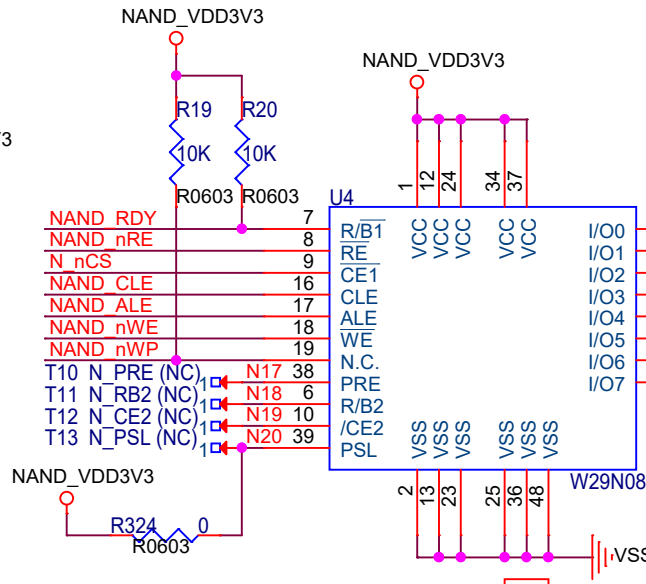 NAND_VDD3V3
NAND_VDD3V3
V3
R19
R20
10K
10K
R0603
R0603
U4
1
12
24
34
37
VCC
VCC
VCC
VCC
VCC
NAND_RDY 7 R/B1 I/O0
NAND_nRE 8 RE I/O1
N_nCS 9 CE1 I/O2
NAND_CLE 16 CLE I/O3
NAND_ALE 17 ALE I/O4
NAND_nWE 18 WE I/O5
NAND_nWP 19 N.C. I/O6
T10 N_PRE (NC) 1 N17 38 PRE I/O7
T11 N_RB2 (NC) 1 N18 6 R/B2
T12 N_CE2 (NC) 1 N19 10 /CE2
T13 N_PSL (NC) 1 N20 39 PSL
VSS
VSS
VSS
VSS
VSS
VSS
2
13
23
25
36
48
W29N08
NAND_VDD3V3
R324 0
R0603
VSS